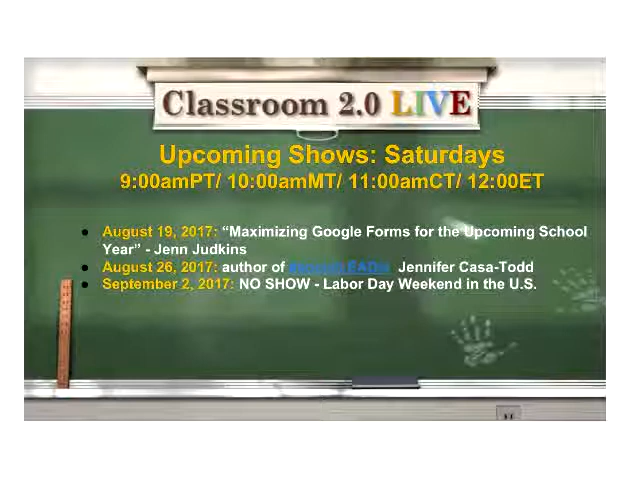 Classroom 2.0 LIVE
Upcoming Shows: Saturdays
9:00amPT/ 10:00amMT/ 11:00amCT/ 12:00ET
● August 19, 2017: “Maximizing Google Forms for the Upcoming School
Year” - Jenn Judkins
● August 26, 2017: author of Jennifer Casa-Todd
● September 2, 2017: NO SHOW - Labor Day Weekend in the U.S.